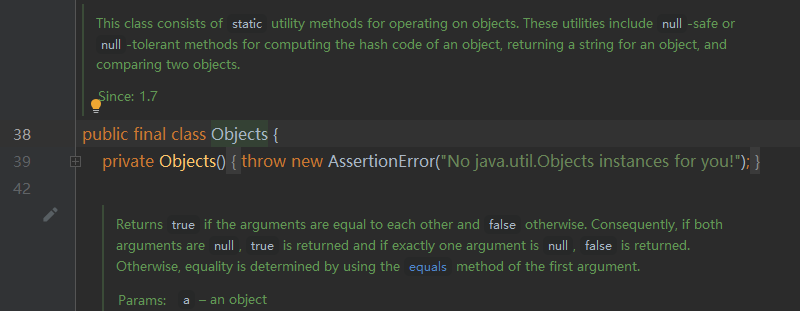 This class consists of static utility methods for operating on objects. These utilities include null -safe or
null -tolerant methods for computing the hash code of an object, returning a string for an object, and
comparing two objects.
Since: 1.7
38 public final class Objects {
39 private Objects() { throw new AssertionError("No java.util.Objects instances for you!"); }
42
Returns true if the arguments are equal to each other and false otherwise. Consequently, if both
arguments are null , true is returned and if exactly one argument is null , false is returned.
Otherwise, equality is determined by using the equals method of the first argument.
Params: a – an object